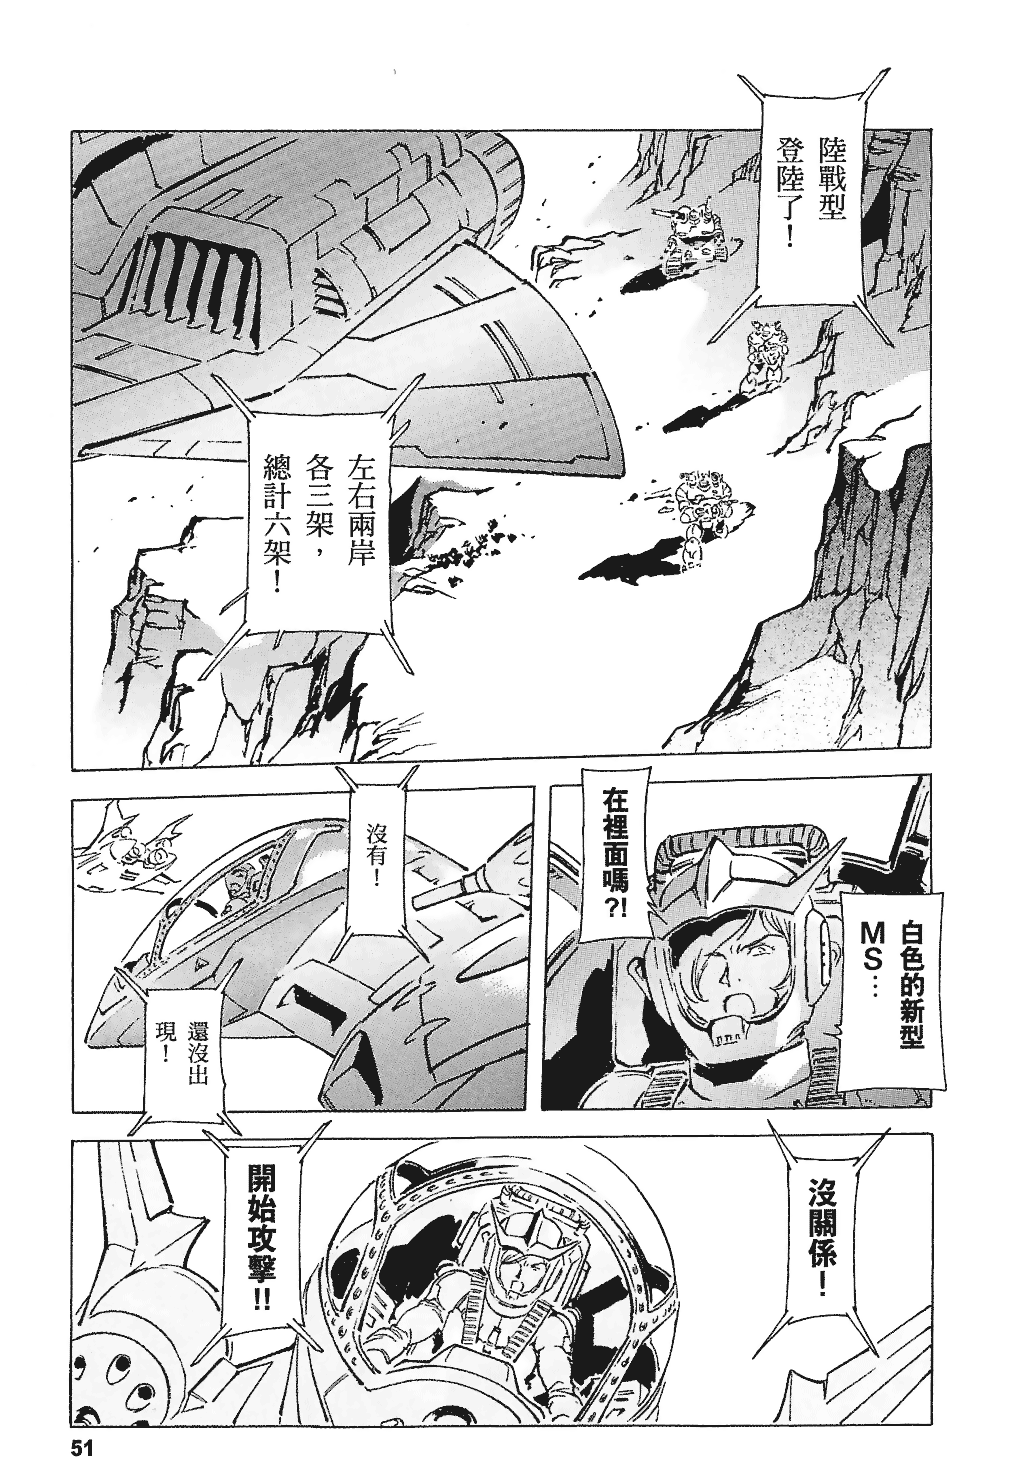 陸戰型
登陸了！
左右兩岸
各三架，
總計六架！
白色的新型
MS…
在裡面嗎?!
沒有！
還沒出
現！
沒關係！
開始攻擊!!
51